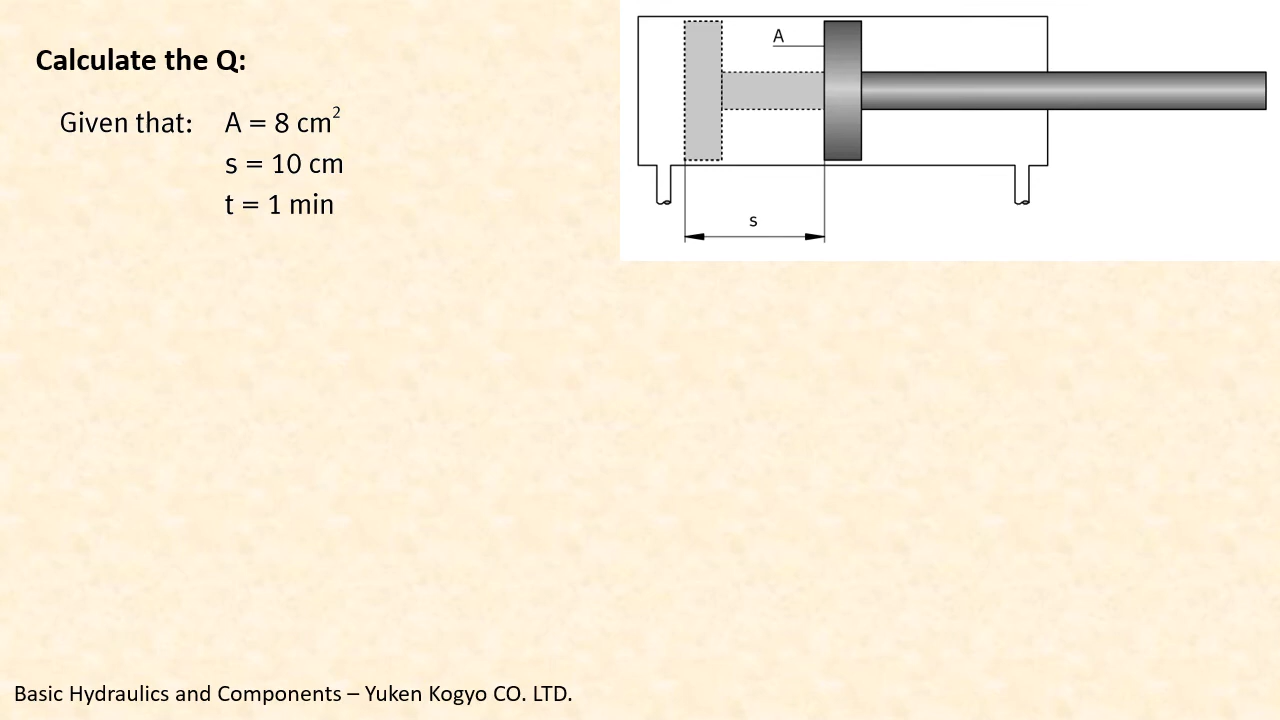 Calculate the Q:
Given that: A = 8 cm²
s = 10 cm
t = 1 min
A
s
Basic Hydraulics and Components – Yuken Kogyo CO. LTD.